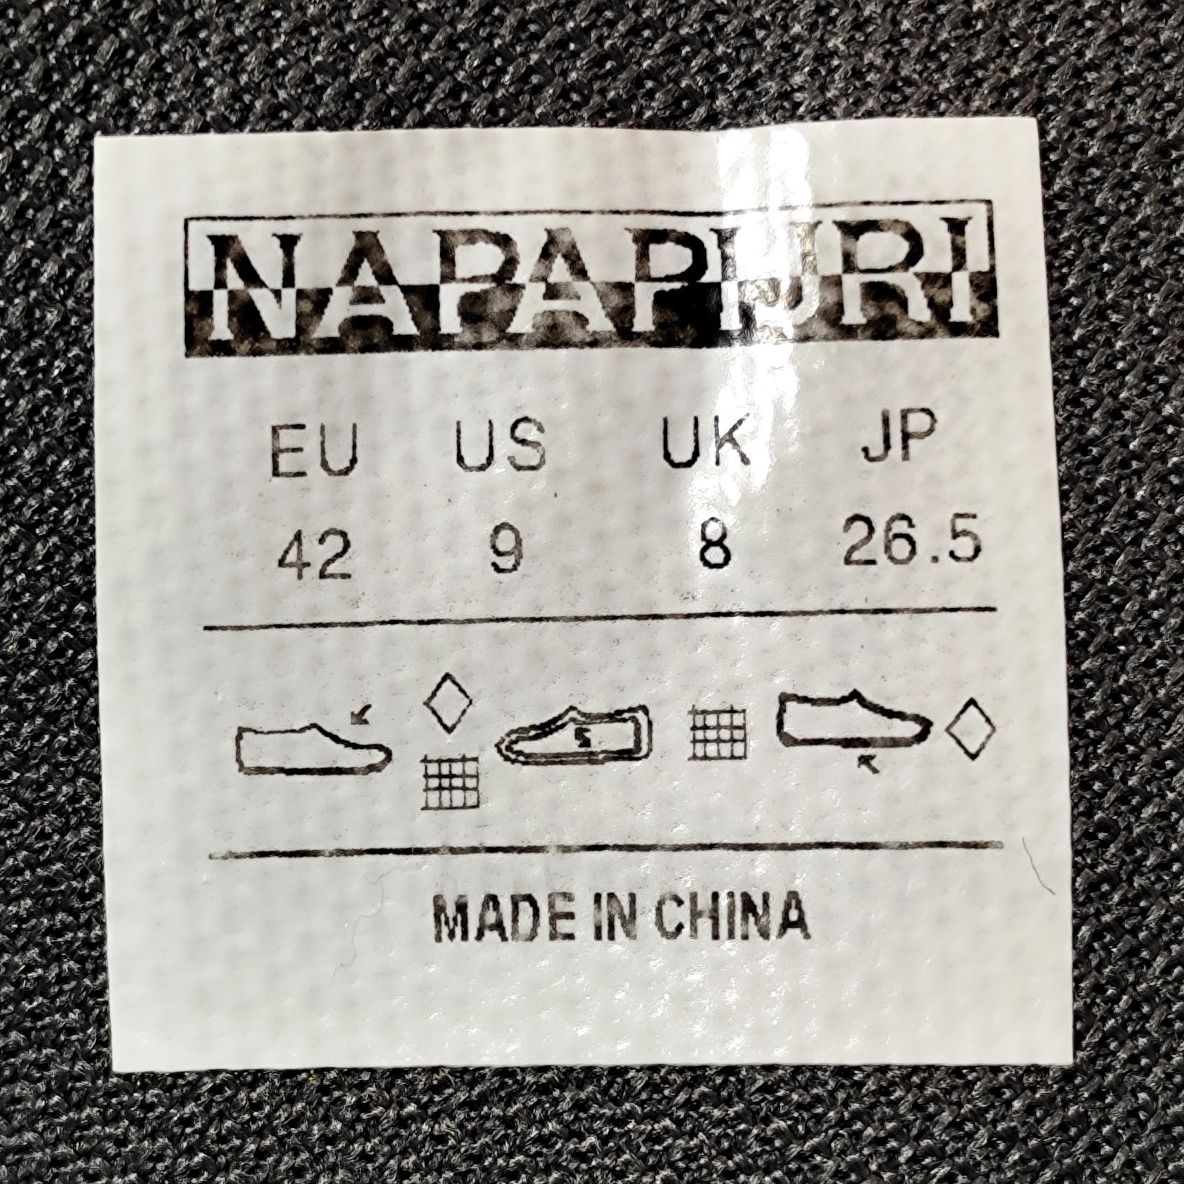 NAPAPIJRI
EU US UK JP
42 9 8 26.5
MADE IN CHINA